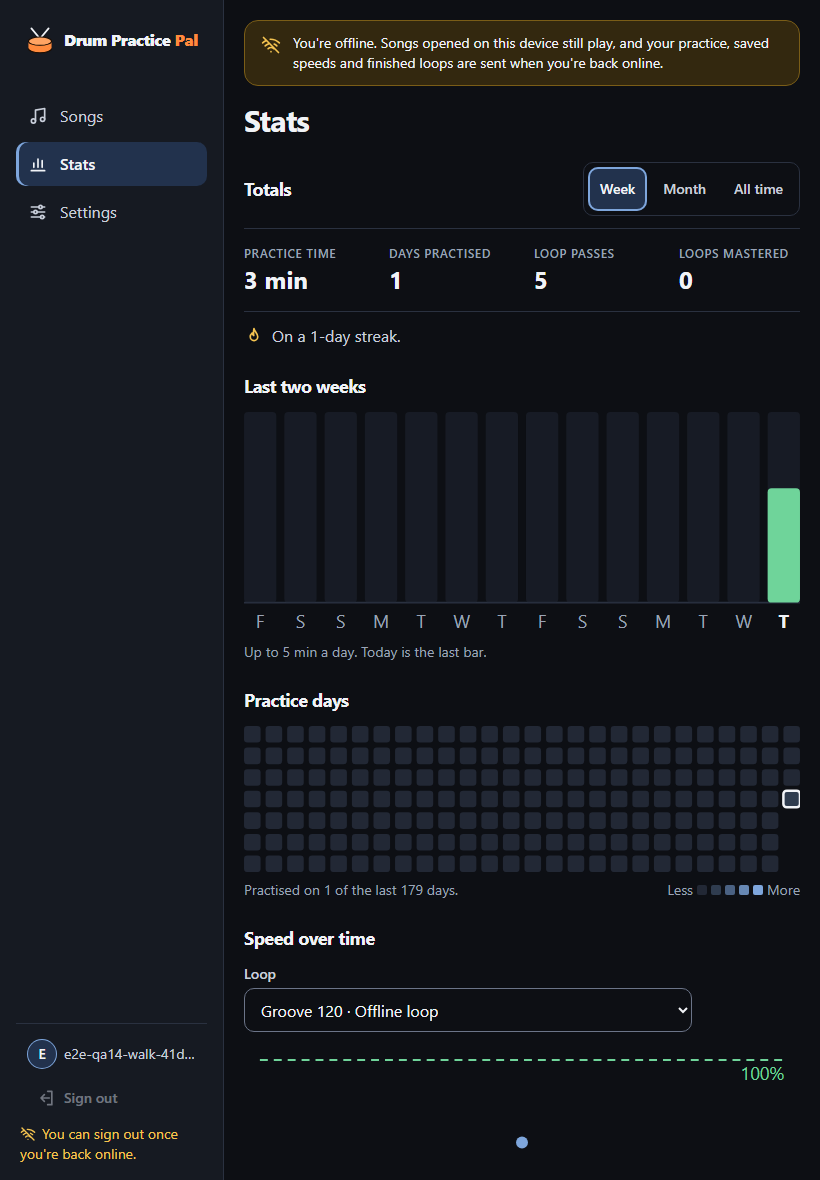 Drum Practice Pal
Songs
Stats
Settings
E
e2e-qa14-walk-41d...
Sign out
You can sign out once
you're back online.
You're offline. Songs opened on this device still play, and your practice, saved
speeds and finished loops are sent when you're back online.
Stats
Totals
Week Month All time
PRACTICE TIME DAYS PRACTISED LOOP PASSES LOOPS MASTERED
3 min 1 5 0
On a 1-day streak.
Last two weeks
F S S M T W T F S S M T W T
Up to 5 min a day. Today is the last bar.
Practice days
Practised on 1 of the last 179 days. Less More
Speed over time
Loop
Groove 120 · Offline loop
100%